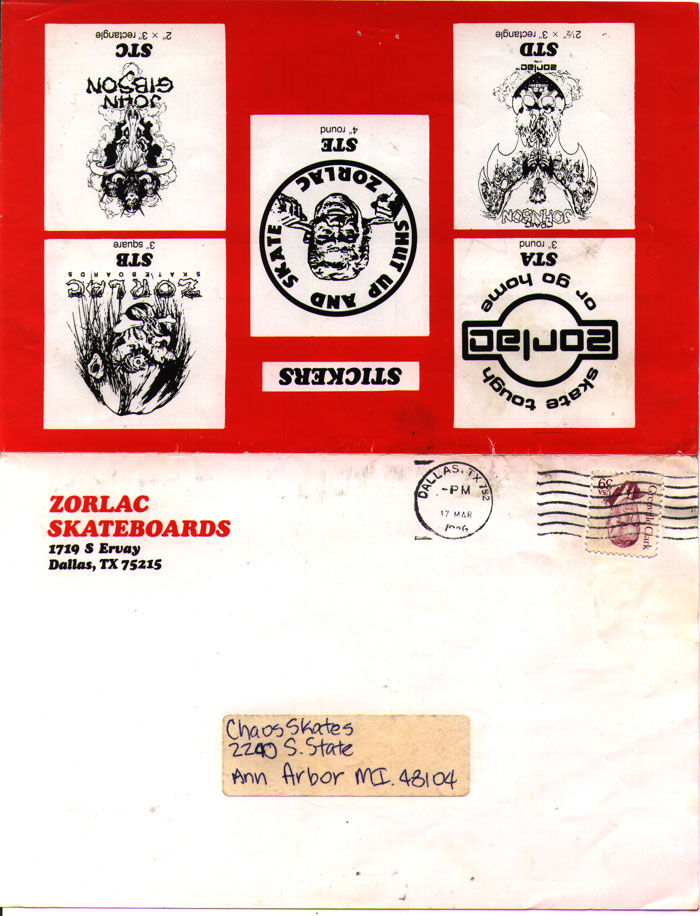 STC
2" × 3" rectangle
JOHN
GIBSON
STD
2½" × 3" rectangle
zorlac
CRAIG
JOHNSON
STE
4" round
SHUT UP AND SKATE
ZORLAC
STB
3" square
ZORLAC
SKATEBOARDS
STA
3" round
skate tough
zorlac
or go home
STICKERS
ZORLAC
SKATEBOARDS
1719 S Ervay
Dallas, TX 75215
DALLAS, TX 752
-PM
17 MAR
Grenville Clark
USA
39
Chaos Skates
2240 S. State
Ann Arbor MI. 48104